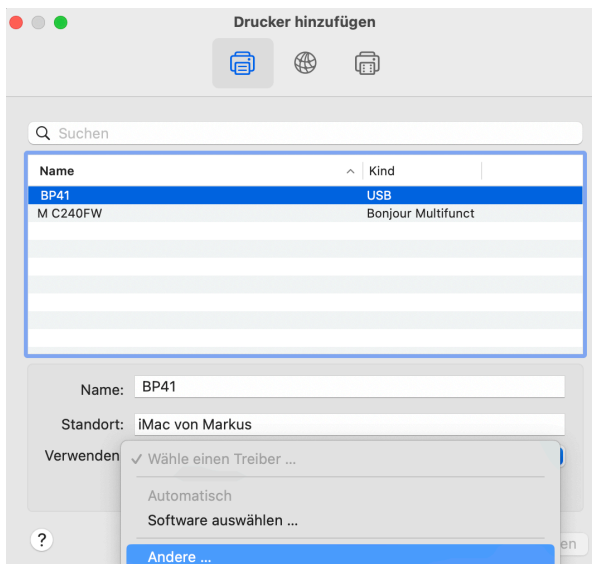 Drucker hinzufügen
Suchen
Name Kind
BP41 USB
M C240FW Bonjour Multifunct
Name: BP41
Standort: iMac von Markus
Verwenden
✓ Wähle einen Treiber ...
Automatisch
Software auswählen ...
? en
Andere ...